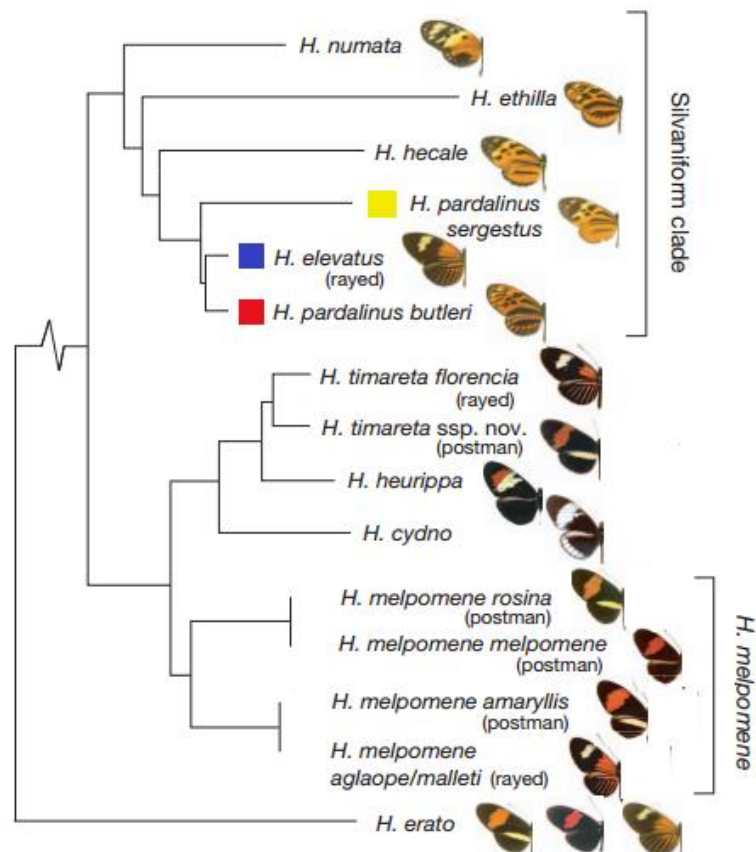 H. numata
H. ethilla
H. hecale
H. pardalinus
sergestus
H. elevatus
(rayed)
H. pardalinus butleri
Silvaniform clade
H. timareta florencia
(rayed)
H. timareta ssp. nov.
(postman)
H. heurippa
H. cydno
H. melpomene rosina
(postman)
H. melpomene melpomene
(postman)
H. melpomene amaryllis
(postman)
H. melpomene
aglaope/malleti (rayed)
H. melpomene
H. erato